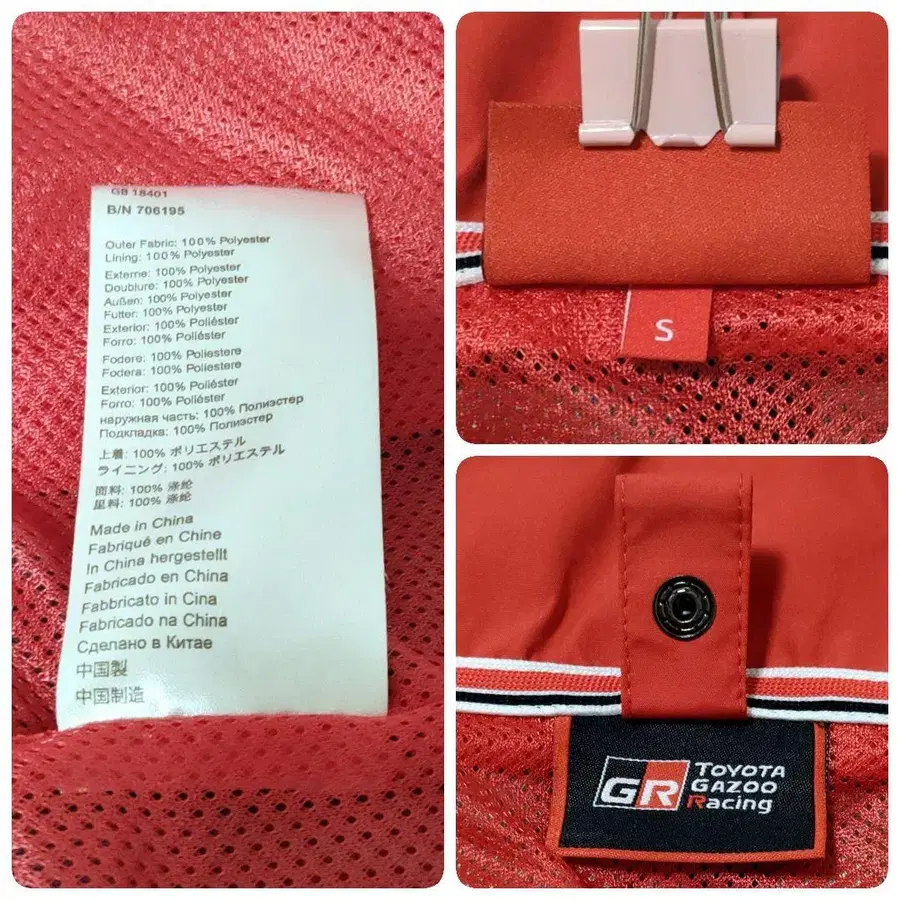 GB 18401
B/N 706195
Outer Fabric: 100% Polyester
Lining: 100% Polyester
Externe: 100% Polyester
Doublure: 100% Polyester
Außen: 100% Polyester
Futter: 100% Polyester
Exterior: 100% Poliéster
Forro: 100% Poliéster
Fodere: 100% Poliestere
Fodera: 100% Poliestere
Exterior: 100% Poliéster
Forro: 100% Poliéster
наружная часть: 100% Полиэстер
Подкладка: 100% Полиэстер
上着: 100% ポリエステル
ライニング: 100% ポリエステル
面料: 100% 涤纶
里料: 100% 涤纶
Made in China
Fabriqué en Chine
In China hergestellt
Fabricado en China
Fabbricato in Cina
Fabricado na China
Сделано в Китае
中国製
中国制造
S
GR TOYOTA
GAZOO
Racing